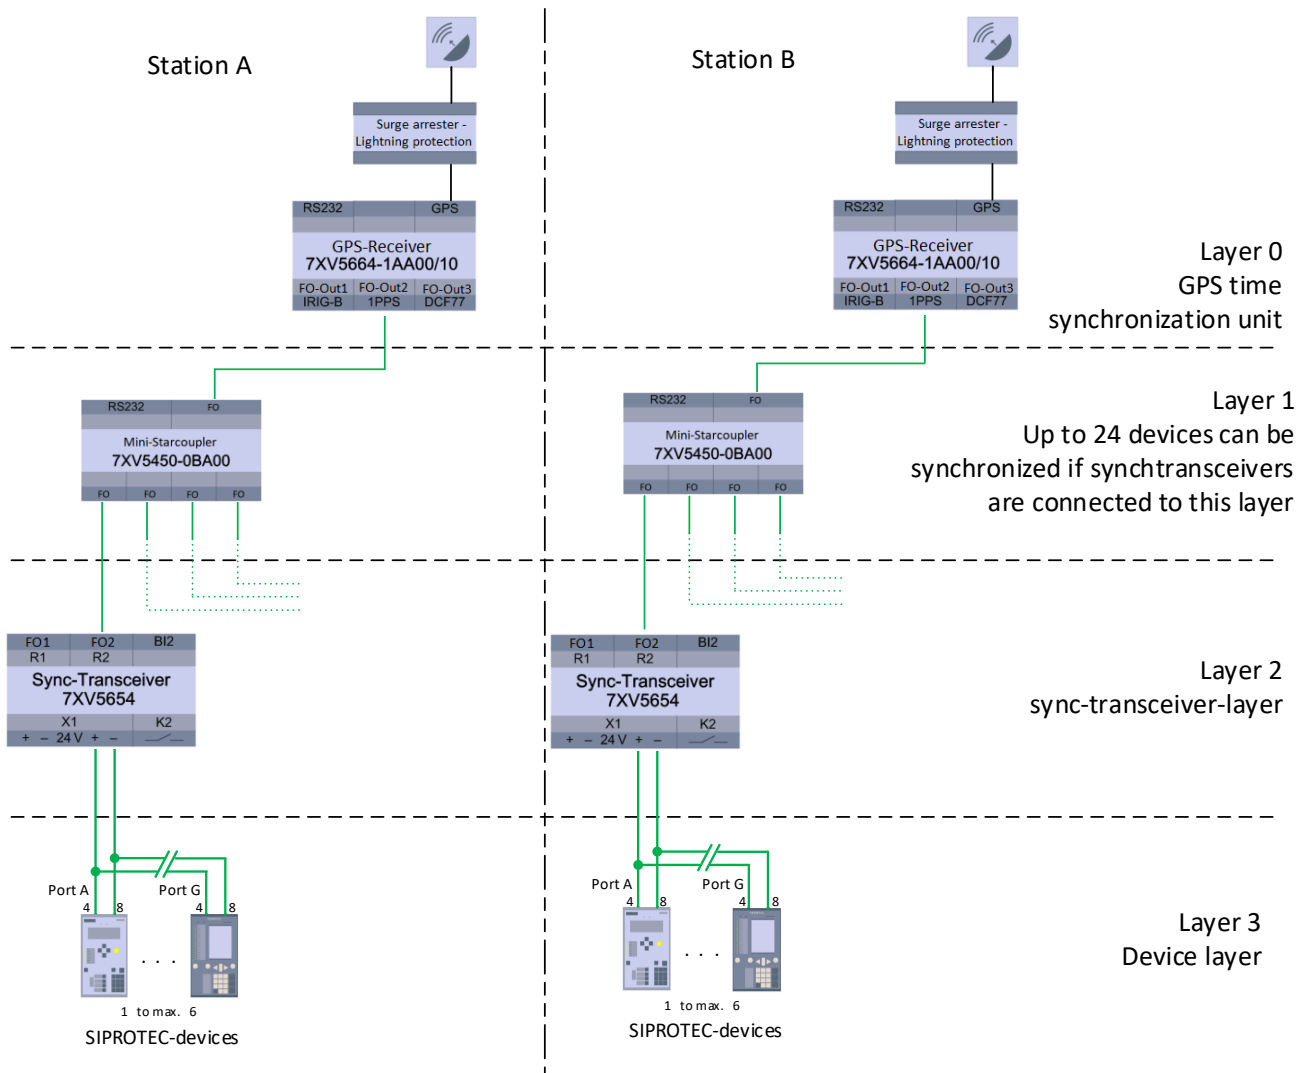 Station A
Surge arrester -
Lightning protection
RS232 GPS
GPS-Receiver
7XV5664-1AA00/10
FO-Out1 FO-Out2 FO-Out3
IRIG-B 1PPS DCF77
Station B
Surge arrester -
Lightning protection
RS232 GPS
GPS-Receiver
7XV5664-1AA00/10
FO-Out1 FO-Out2 FO-Out3
IRIG-B 1PPS DCF77
Layer 0
GPS time
synchronization unit
RS232 FO
Mini-Starcoupler
7XV5450-0BA00
FO FO FO FO
RS232 FO
Mini-Starcoupler
7XV5450-0BA00
FO FO FO FO
Layer 1
Up to 24 devices can be
synchronized if synchtransceivers
are connected to this layer
FO1 FO2 BI2
R1 R2
Sync-Transceiver
7XV5654
X1 K2
+ – 24 V + –
FO1 FO2 BI2
R1 R2
Sync-Transceiver
7XV5654
X1 K2
+ – 24 V + –
Layer 2
sync-transceiver-layer
Port A Port G
4 8 4 8
. . .
1 to max. 6
SIPROTEC-devices
Port A Port G
4 8 4 8
. . .
1 to max. 6
SIPROTEC-devices
Layer 3
Device layer